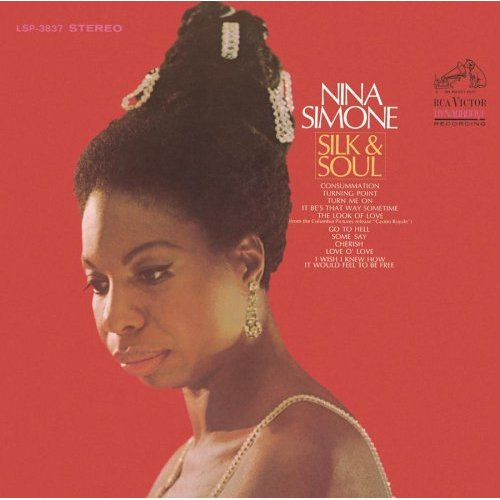 LSP-3837 STEREO
NINA
SIMONE
SILK &
SOUL
CONSUMMATION
TURNING POINT
TURN ME ON
IT BE'S THAT WAY SOMETIME
THE LOOK OF LOVE
(from the Columbia Pictures release "Casino Royale")
GO TO HELL
SOME SAY
CHERISH
LOVE O' LOVE
I WISH I KNEW HOW
IT WOULD FEEL TO BE FREE
RCA VICTOR
DYNAGROOVE
RECORDING